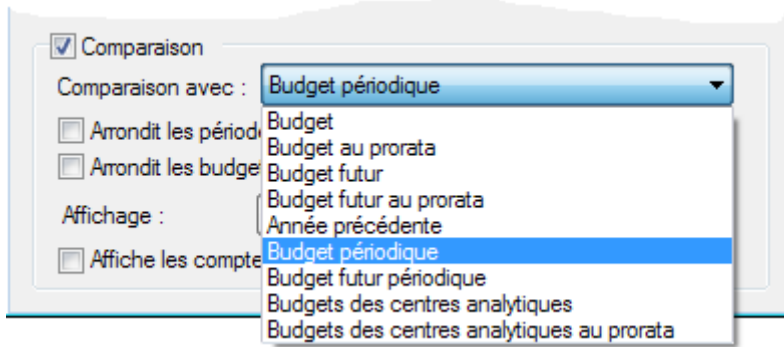 Comparaison
Comparaison avec : Budget périodique
Budget
Arrondit les périod
Budget au prorata
Arrondit les budge
Budget futur
Budget futur au prorata
Affichage :
Année précédente
Budget périodique
Affiche les compte
Budget futur périodique
Budgets des centres analytiques
Budgets des centres analytiques au prorata